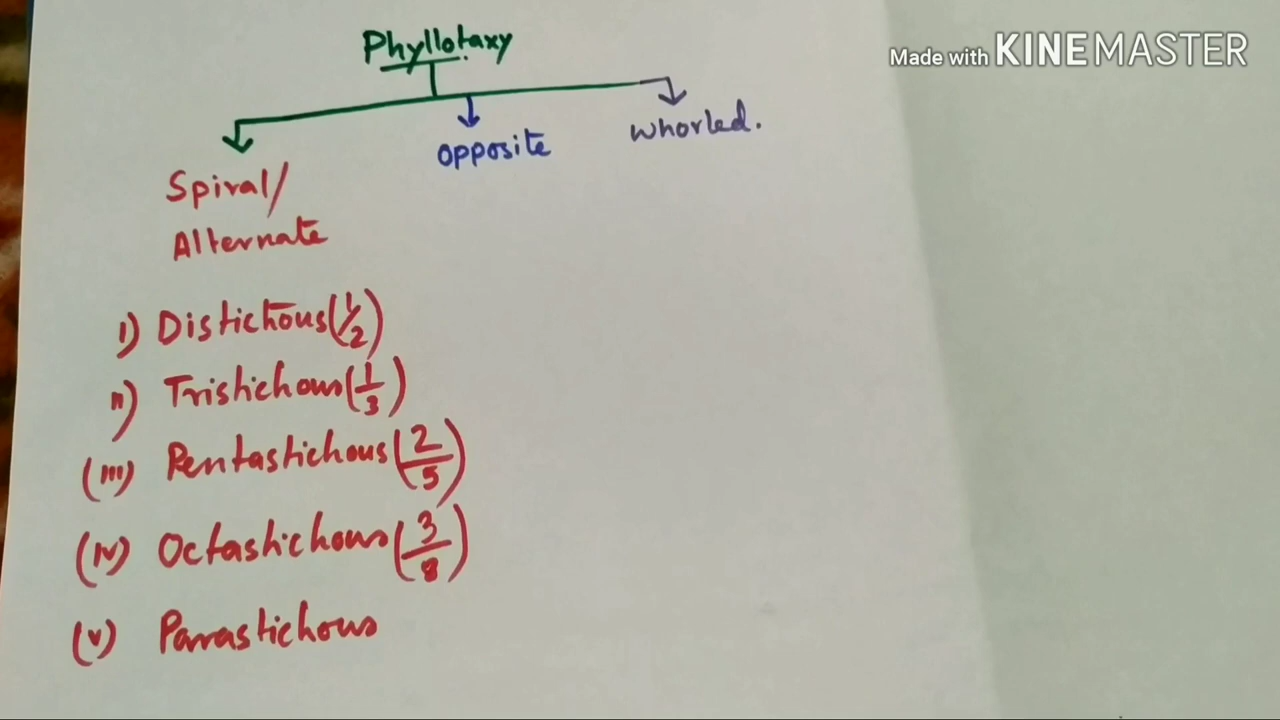 Phyllotaxy
Made with KINEMASTER
Spiral/
Alternate
opposite
whorled.
i) Distichous(1/2)
ii) Tristichous(1/3)
(iii) Pentastichous(2/5)
(iv) Octastichous(3/8)
(v) Parastichous